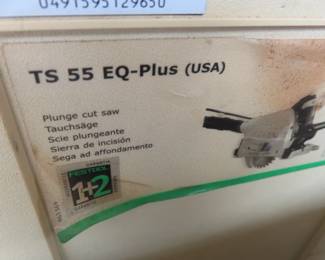 0491595129650
TS 55 EQ-Plus (USA)
Plunge cut saw
Tauchsäge
Scie plongeante
Sierra de incisión
Sega ad affondamento
FESTOOL
1+2